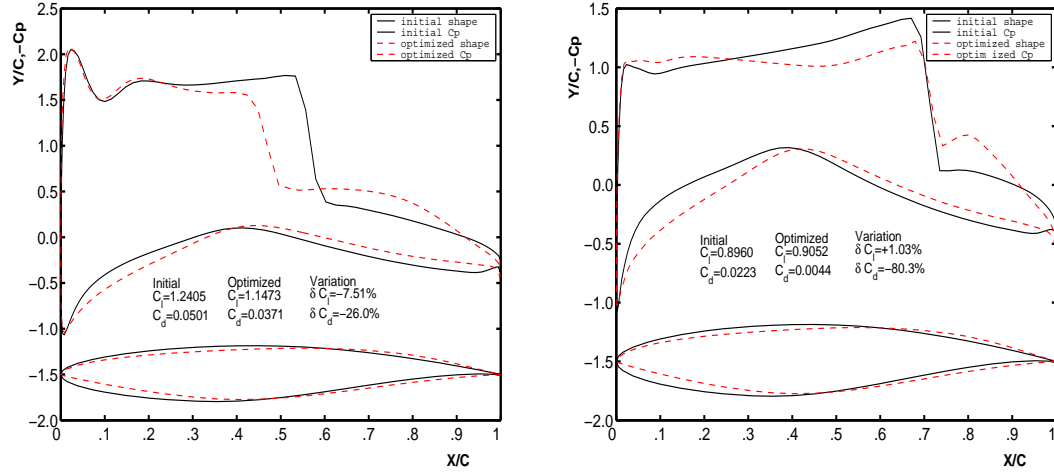 Y/C,-Cp
2.5
2.0
1.5
1.0
0.5
0.0
−0.5
−1.0
−1.5
−2.0
initial shape
initial Cp
optimized shape
optimized Cp
Initial Optimized Variation
Cl=1.2405 Cl=1.1473 δ Cl=−7.51%
Cd=0.0501 Cd=0.0371 δ Cd=−26.0%
0 .1 .2 .3 .4 .5 .6 .7 .8 .9 1
X/C
Y/C,-Cp
1.5
1.0
0.5
0.0
−0.5
−1.0
−1.5
−2.0
initial shape
initial Cp
optimized shape
optim ized Cp
Initial Optimized Variation
Cl=0.8960 Cl=0.9052 δ Cl=+1.03%
Cd=0.0223 Cd=0.0044 δ Cd=−80.3%
0 .1 .2 .3 .4 .5 .6 .7 .8 .9 1
X/C